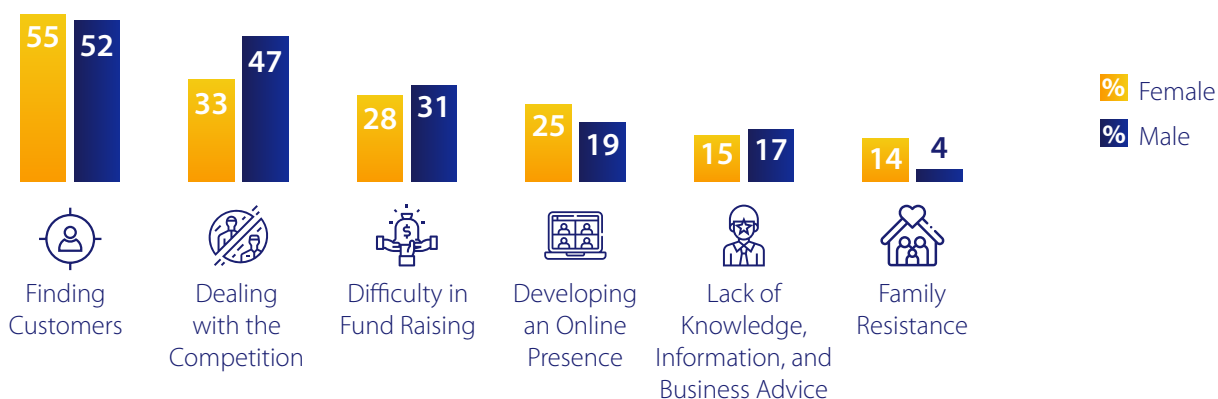 55
52
33
47
28
31
25
19
15
17
14
4
% Female
% Male
$
Finding
Customers
Dealing
with the
Competition
Difficulty in
Fund Raising
Developing
an Online
Presence
Lack of
Knowledge,
Information, and
Business Advice
Family
Resistance